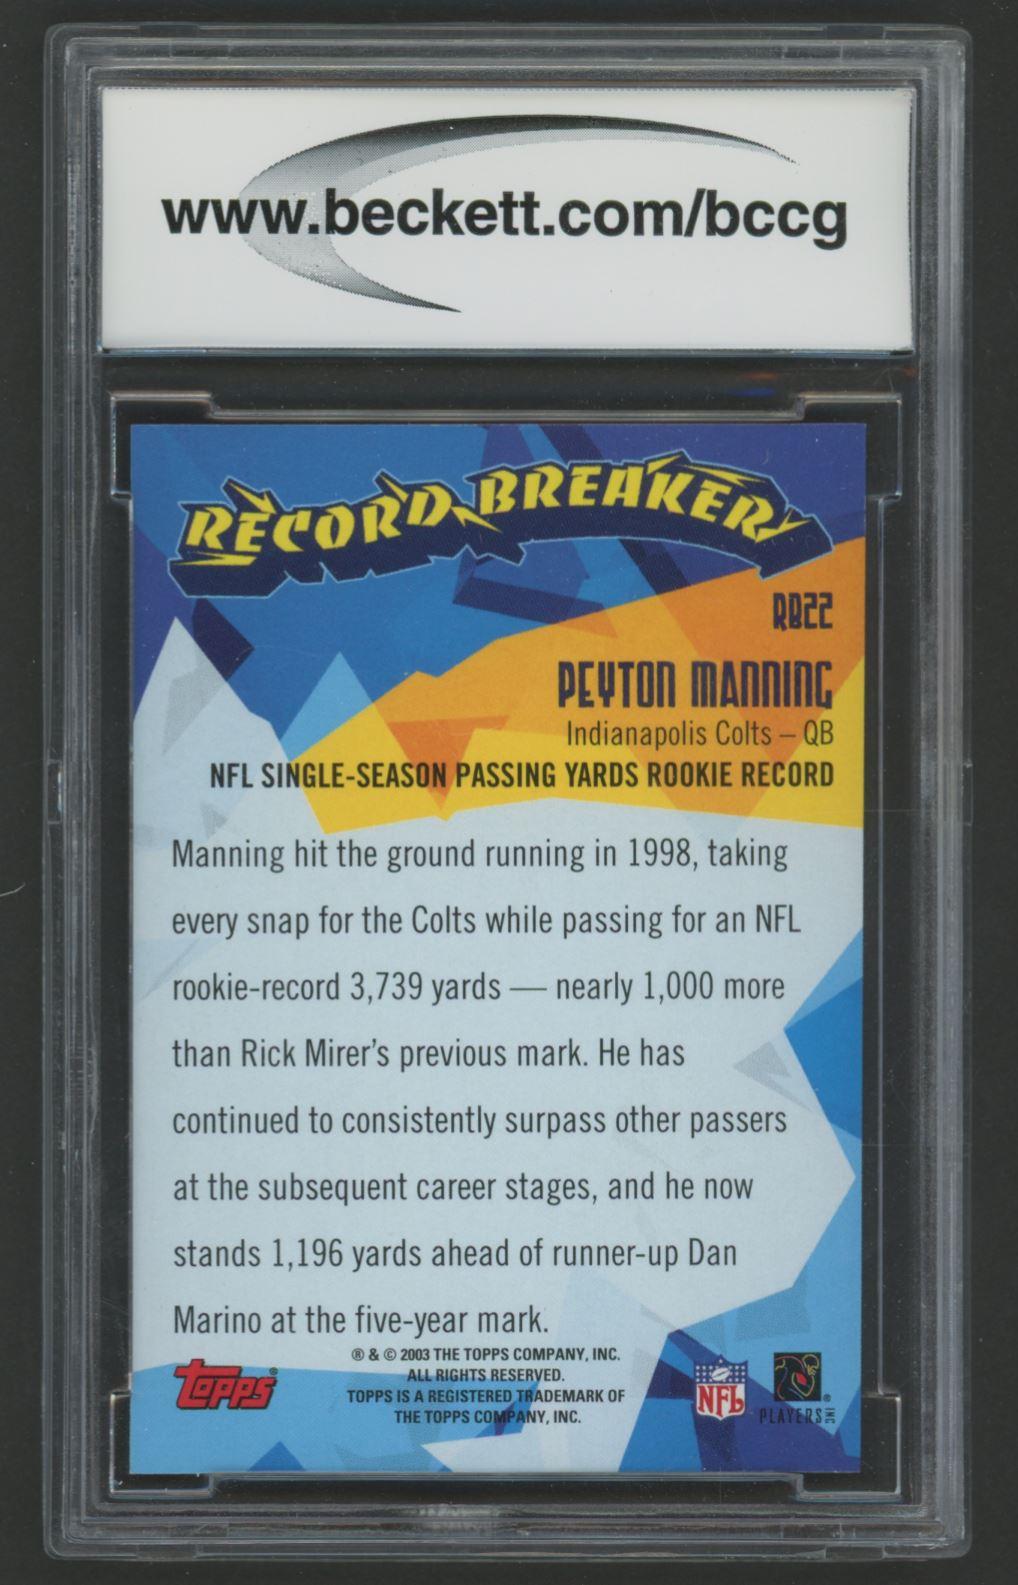 www.beckett.com/bccg
RECORD BREAKER
RB22
PEYTON MANNING
Indianapolis Colts – QB
NFL SINGLE-SEASON PASSING YARDS ROOKIE RECORD
Manning hit the ground running in 1998, taking
every snap for the Colts while passing for an NFL
rookie-record 3,739 yards — nearly 1,000 more
than Rick Mirer's previous mark. He has
continued to consistently surpass other passers
at the subsequent career stages, and he now
stands 1,196 yards ahead of runner-up Dan
Marino at the five-year mark.
® & © 2003 THE TOPPS COMPANY, INC.
ALL RIGHTS RESERVED.
TOPPS IS A REGISTERED TRADEMARK OF
THE TOPPS COMPANY, INC.
Topps®
NFL
PLAYERS INC®